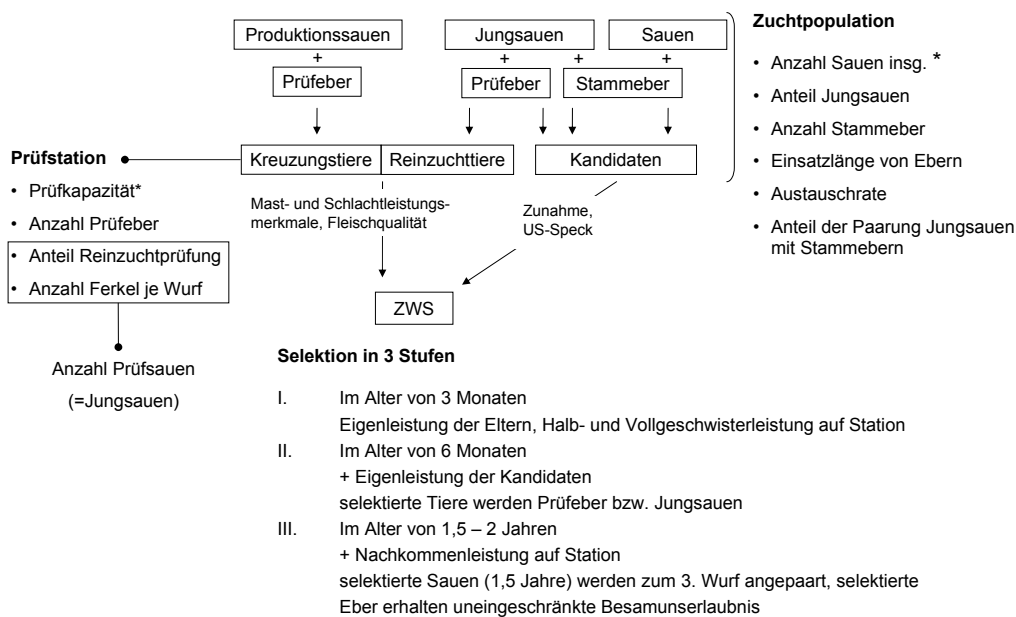 Produktionssauen
+
Prüfeber
Jungsauen
Sauen
+
+
+
Prüfeber
Stammeber
Kreuzungstiere
Reinzuchttiere
Kandidaten
Mast- und Schlachtleistungs-
merkmale, Fleischqualität
Zunahme,
US-Speck
ZWS
Zuchtpopulation
• Anzahl Sauen insg. *
• Anteil Jungsauen
• Anzahl Stammeber
• Einsatzlänge von Ebern
• Austauschrate
• Anteil der Paarung Jungsauen
mit Stammebern
Prüfstation
• Prüfkapazität*
• Anzahl Prüfeber
• Anteil Reinzuchtprüfung
• Anzahl Ferkel je Wurf
Anzahl Prüfsauen
(=Jungsauen)
Selektion in 3 Stufen
I. Im Alter von 3 Monaten
Eigenleistung der Eltern, Halb- und Vollgeschwisterleistung auf Station
II. Im Alter von 6 Monaten
+ Eigenleistung der Kandidaten
selektierte Tiere werden Prüfeber bzw. Jungsauen
III. Im Alter von 1,5 – 2 Jahren
+ Nachkommenleistung auf Station
selektierte Sauen (1,5 Jahre) werden zum 3. Wurf angepaart, selektierte
Eber erhalten uneingeschränkte Besamunserlaubnis